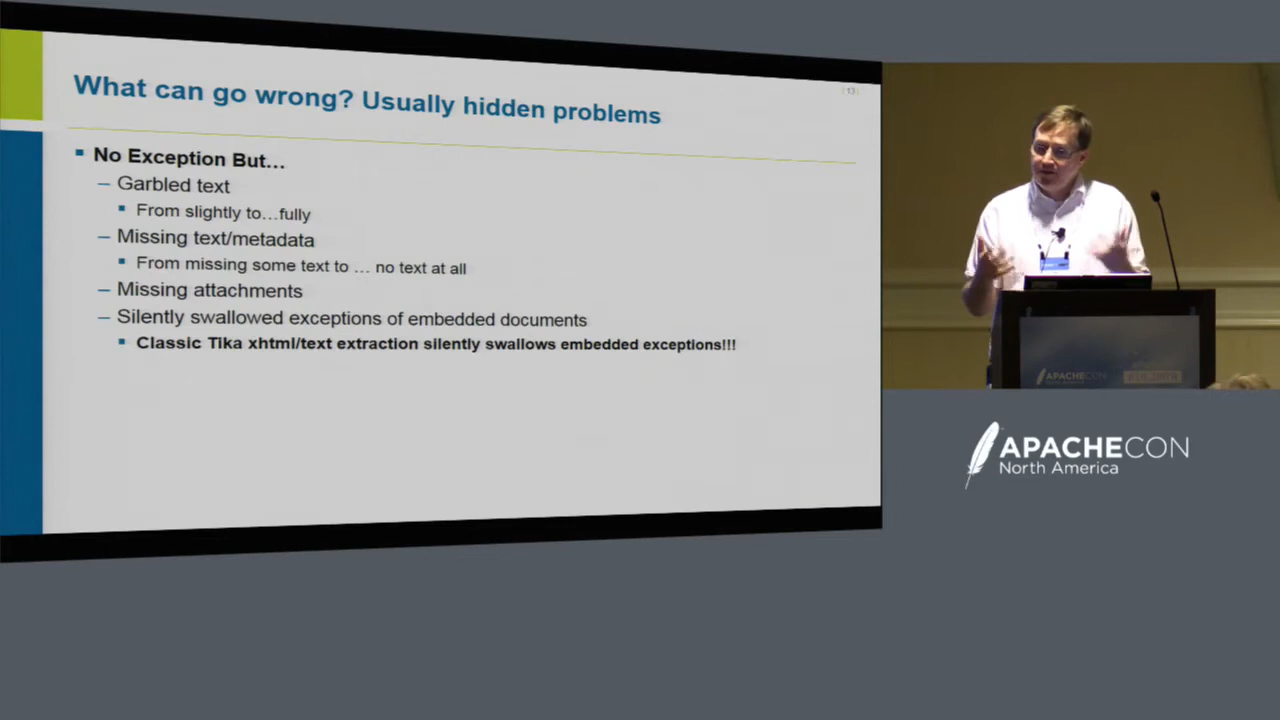 What can go wrong? Usually hidden problems
13
No Exception But…
– Garbled text
From slightly to…fully
– Missing text/metadata
From missing some text to … no text at all
– Missing attachments
– Silently swallowed exceptions of embedded documents
Classic Tika xhtml/text extraction silently swallows embedded exceptions!!!
APACHECON
APACHECON
North America